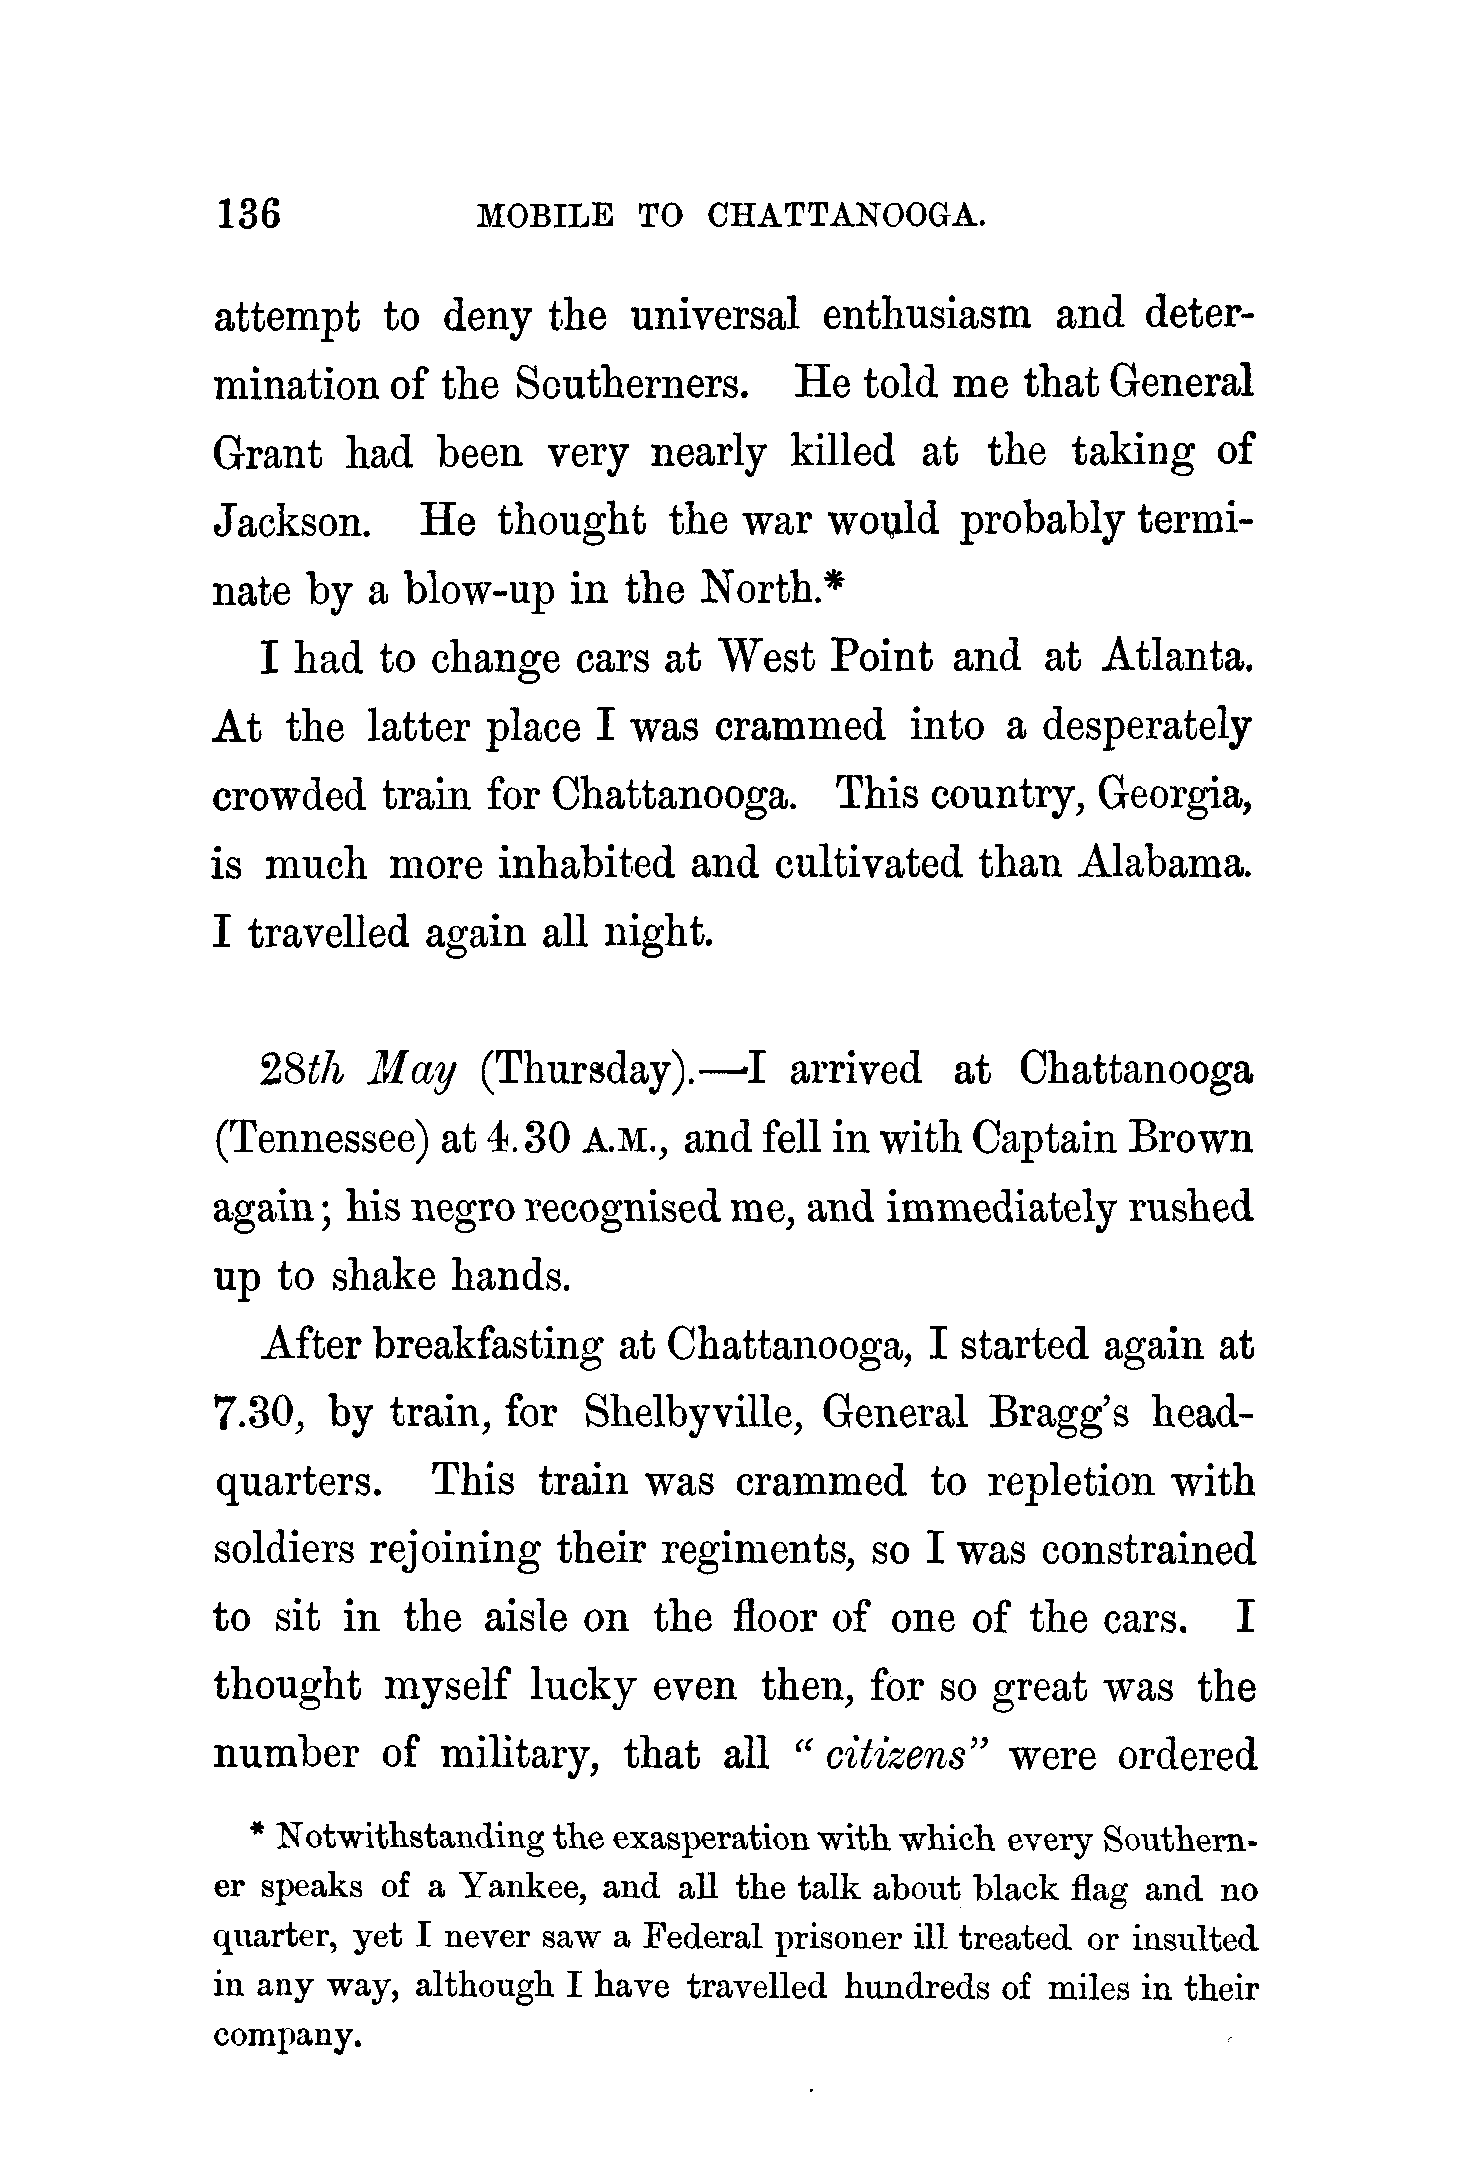 136 MOBILE TO CHATTANOOGA.
attempt to deny the universal enthusiasm and deter-
mination of the Southerners. He told me that General
Grant had been very nearly killed at the taking of
Jackson. He thought the war would probably termi-
nate by a blow-up in the North.*
I had to change cars at West Point and at Atlanta.
At the latter place I was crammed into a desperately
crowded train for Chattanooga. This country, Georgia,
is much more inhabited and cultivated than Alabama.
I travelled again all night.
28th May (Thursday).—I arrived at Chattanooga
(Tennessee) at 4.30 A.M., and fell in with Captain Brown
again; his negro recognised me, and immediately rushed
up to shake hands.
After breakfasting at Chattanooga, I started again at
7.30, by train, for Shelbyville, General Bragg's head-
quarters. This train was crammed to repletion with
soldiers rejoining their regiments, so I was constrained
to sit in the aisle on the floor of one of the cars. I
thought myself lucky even then, for so great was the
number of military, that all "citizens" were ordered
* Notwithstanding the exasperation with which every Southern-
er speaks of a Yankee, and all the talk about black flag and no
quarter, yet I never saw a Federal prisoner ill treated or insulted
in any way, although I have travelled hundreds of miles in their
company.